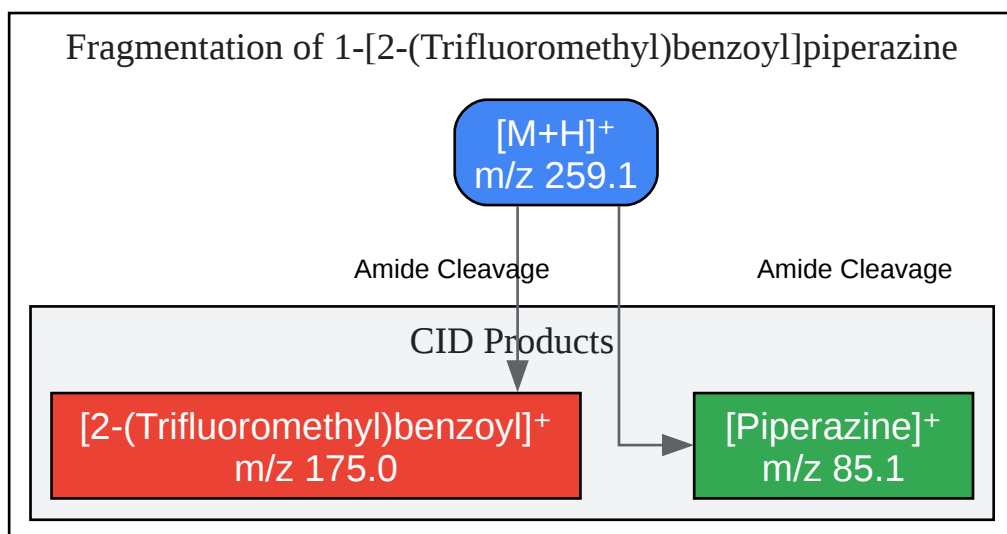 Fragmentation of 1-[2-(Trifluoromethyl)benzoyl]piperazine
[M+H]⁺
m/z 259.1
Amide Cleavage
Amide Cleavage
CID Products
[2-(Trifluoromethyl)benzoyl]⁺
m/z 175.0
[Piperazine]⁺
m/z 85.1